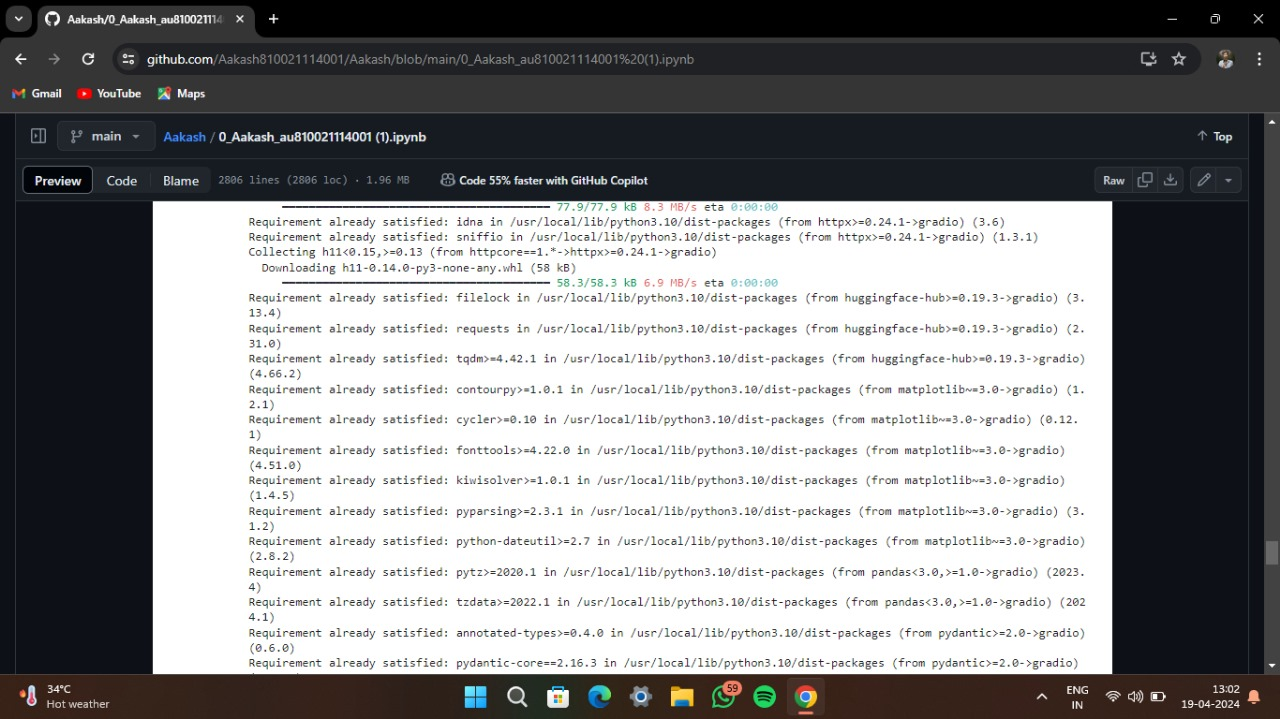 Aakash/0_Aakash_au8100211140
github.com/Aakash810021114001/Aakash/blob/main/0_Aakash_au810021114001%20(1).ipynb
Gmail YouTube Maps
main Aakash / 0_Aakash_au810021114001 (1).ipynb Top
Preview Code Blame 2806 lines (2806 loc) · 1.96 MB Code 55% faster with GitHub Copilot Raw
77.9/77.9 kB 8.3 MB/s eta 0:00:00
Requirement already satisfied: idna in /usr/local/lib/python3.10/dist-packages (from httpx>=0.24.1->gradio) (3.6)
Requirement already satisfied: sniffio in /usr/local/lib/python3.10/dist-packages (from httpx>=0.24.1->gradio) (1.3.1)
Collecting h11<0.15,>=0.13 (from httpcore==1.*->httpx>=0.24.1->gradio)
Downloading h11-0.14.0-py3-none-any.whl (58 kB)
58.3/58.3 kB 6.9 MB/s eta 0:00:00
Requirement already satisfied: filelock in /usr/local/lib/python3.10/dist-packages (from huggingface-hub>=0.19.3->gradio) (3.
13.4)
Requirement already satisfied: requests in /usr/local/lib/python3.10/dist-packages (from huggingface-hub>=0.19.3->gradio) (2.
31.0)
Requirement already satisfied: tqdm>=4.42.1 in /usr/local/lib/python3.10/dist-packages (from huggingface-hub>=0.19.3->gradio)
(4.66.2)
Requirement already satisfied: contourpy>=1.0.1 in /usr/local/lib/python3.10/dist-packages (from matplotlib~=3.0->gradio) (1.
2.1)
Requirement already satisfied: cycler>=0.10 in /usr/local/lib/python3.10/dist-packages (from matplotlib~=3.0->gradio) (0.12.
1)
Requirement already satisfied: fonttools>=4.22.0 in /usr/local/lib/python3.10/dist-packages (from matplotlib~=3.0->gradio)
(4.51.0)
Requirement already satisfied: kiwisolver>=1.0.1 in /usr/local/lib/python3.10/dist-packages (from matplotlib~=3.0->gradio)
(1.4.5)
Requirement already satisfied: pyparsing>=2.3.1 in /usr/local/lib/python3.10/dist-packages (from matplotlib~=3.0->gradio) (3.
1.2)
Requirement already satisfied: python-dateutil>=2.7 in /usr/local/lib/python3.10/dist-packages (from matplotlib~=3.0->gradio)
(2.8.2)
Requirement already satisfied: pytz>=2020.1 in /usr/local/lib/python3.10/dist-packages (from pandas<3.0,>=1.0->gradio) (2023.
4)
Requirement already satisfied: tzdata>=2022.1 in /usr/local/lib/python3.10/dist-packages (from pandas<3.0,>=1.0->gradio) (202
4.1)
Requirement already satisfied: annotated-types>=0.4.0 in /usr/local/lib/python3.10/dist-packages (from pydantic>=2.0->gradio)
(0.6.0)
Requirement already satisfied: pydantic-core==2.16.3 in /usr/local/lib/python3.10/dist-packages (from pydantic>=2.0->gradio)
34°C
Hot weather
59
ENG
IN
13:02
19-04-2024